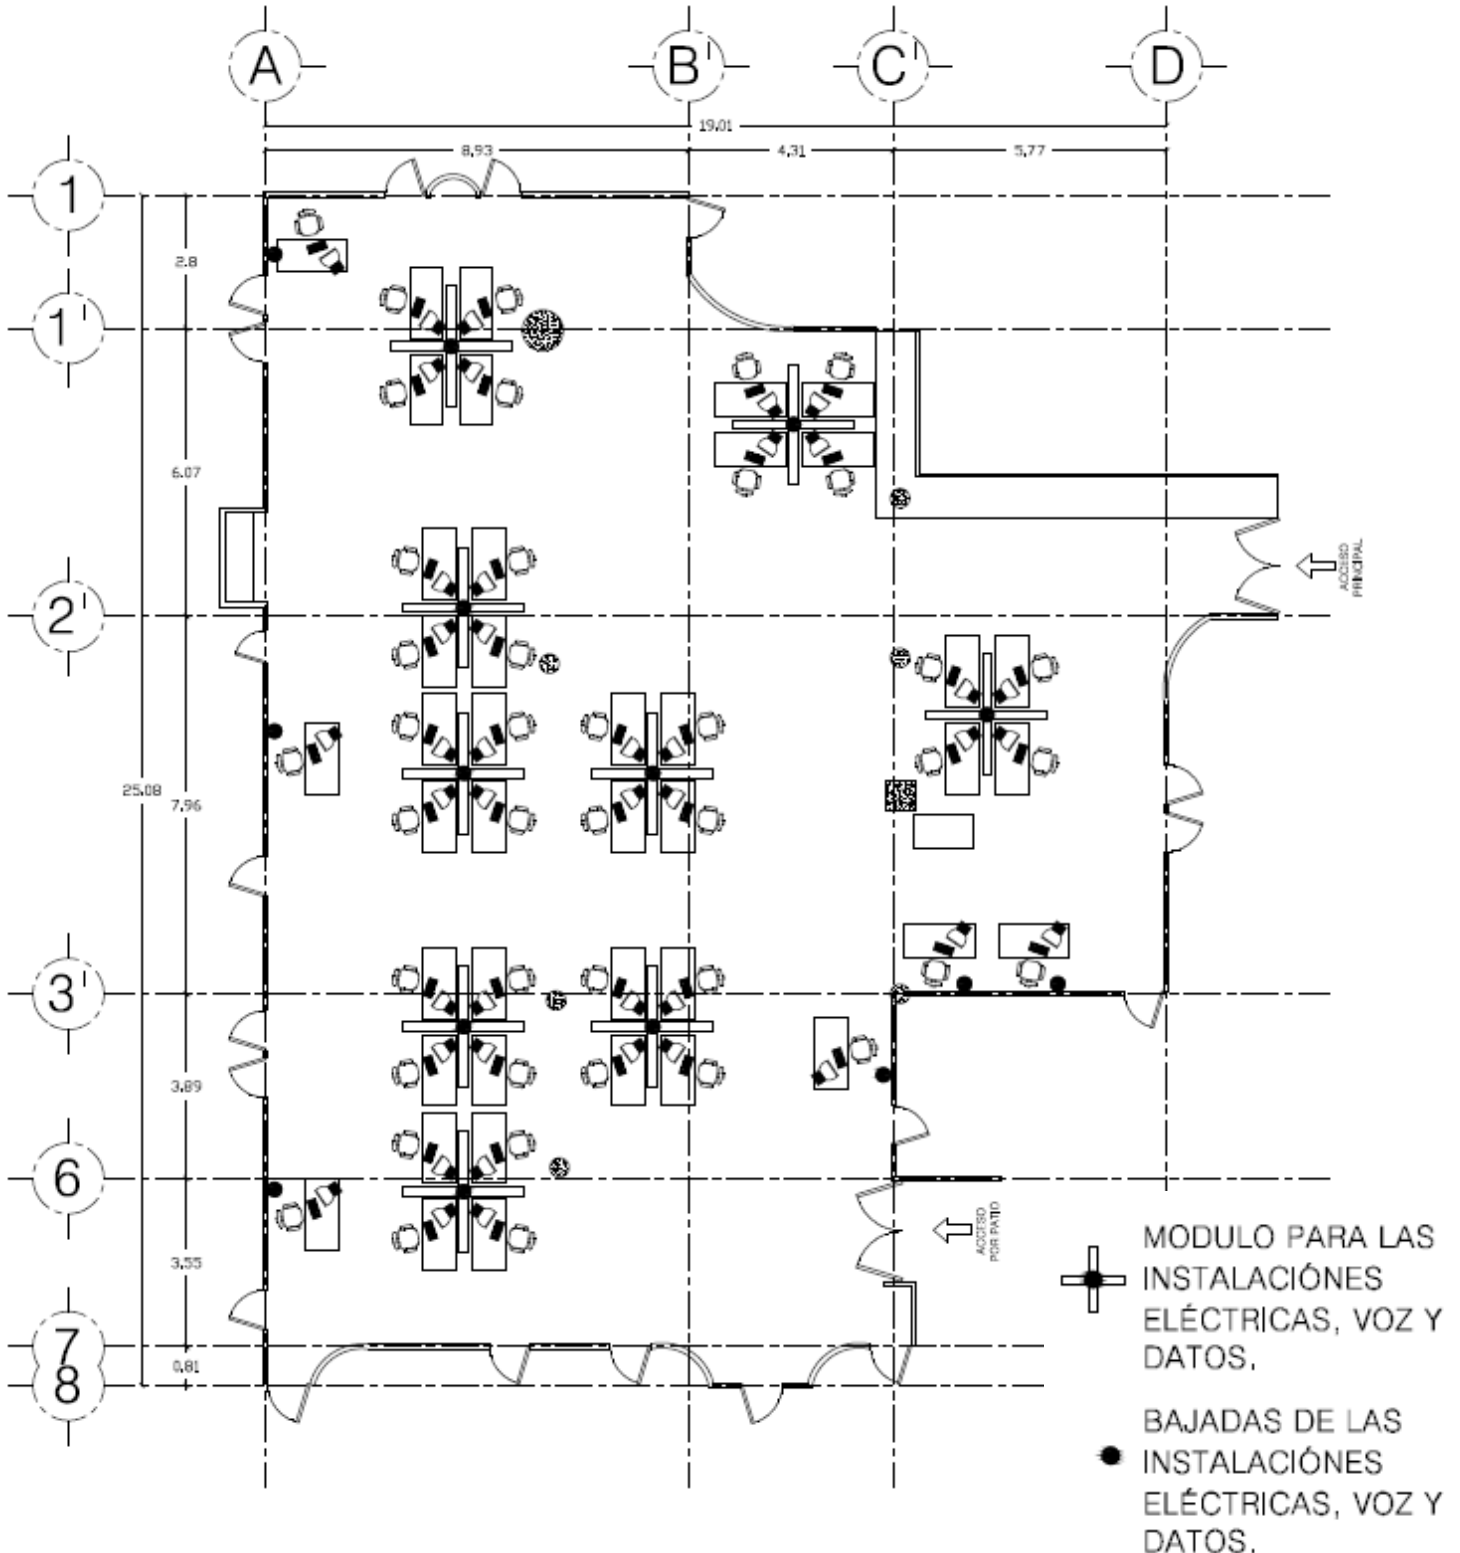 A
B'
C'
D
19.01
8.93
4.31
5.77
1
2.8
1'
6.07
ACCESO
PRINCIPAL
2'
25.08
7.96
3'
3.89
6
ACCESO
POR PATIO
3.55
7
0.81
8
MODULO PARA LAS
INSTALACIÓNES
ELÉCTRICAS, VOZ Y
DATOS.
BAJADAS DE LAS
INSTALACIÓNES
ELÉCTRICAS, VOZ Y
DATOS.